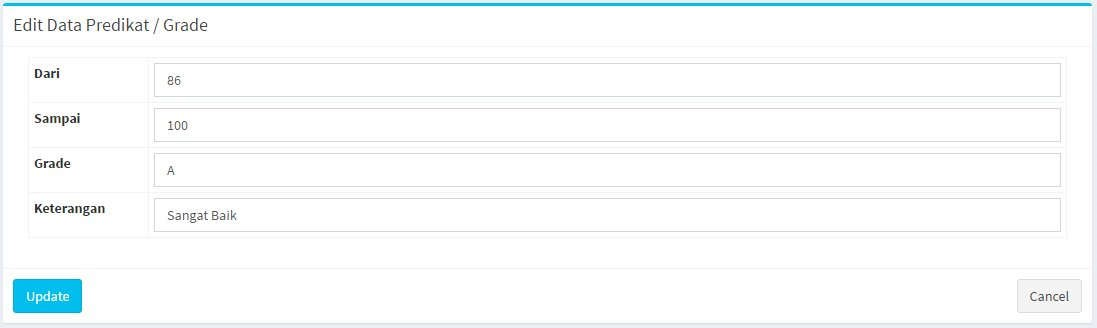 Edit Data Predikat / Grade
Dari 86
Sampai 100
Grade A
Keterangan Sangat Baik
Update Cancel